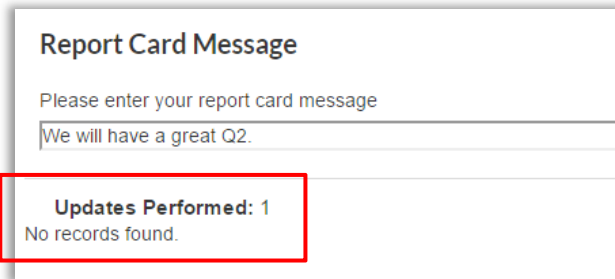 Report Card Message
Please enter your report card message
We will have a great Q2.
Updates Performed: 1
No records found.